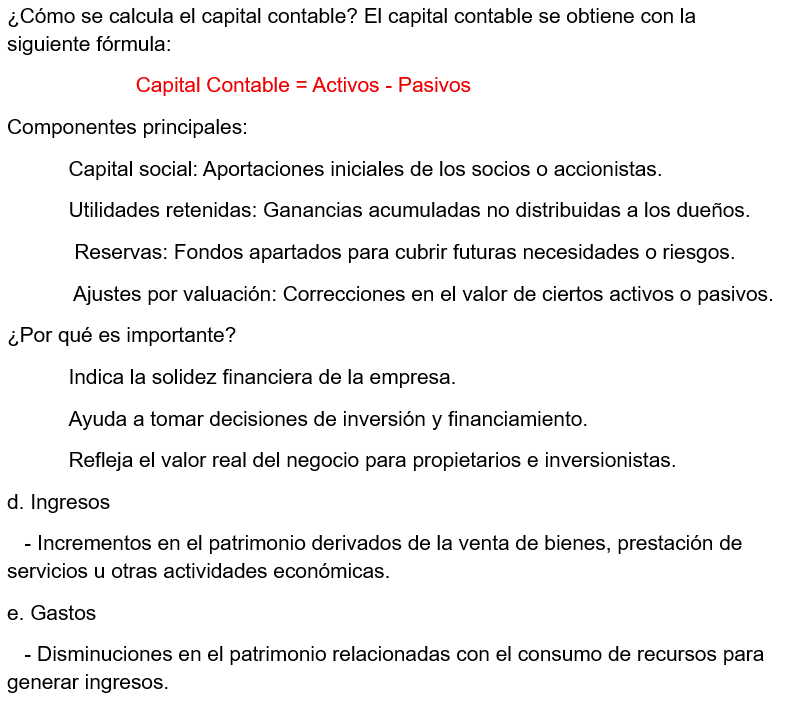 ¿Cómo se calcula el capital contable? El capital contable se obtiene con la
siguiente fórmula:
Capital Contable = Activos - Pasivos
Componentes principales:
Capital social: Aportaciones iniciales de los socios o accionistas.
Utilidades retenidas: Ganancias acumuladas no distribuidas a los dueños.
Reservas: Fondos apartados para cubrir futuras necesidades o riesgos.
Ajustes por valuación: Correcciones en el valor de ciertos activos o pasivos.
¿Por qué es importante?
Indica la solidez financiera de la empresa.
Ayuda a tomar decisiones de inversión y financiamiento.
Refleja el valor real del negocio para propietarios e inversionistas.
d. Ingresos
- Incrementos en el patrimonio derivados de la venta de bienes, prestación de
servicios u otras actividades económicas.
e. Gastos
- Disminuciones en el patrimonio relacionadas con el consumo de recursos para
generar ingresos.